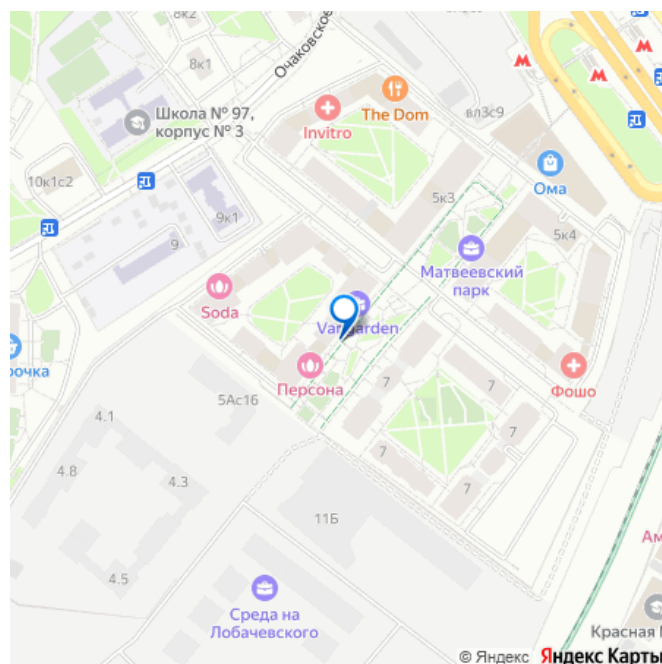 8к2
8к1
Очаковское
Школа № 97,
корпус № 3
Invitro
The Dom
вл3с9
М
М
М
10к1с2
5к3
Ома
9к1
9
5к4
Матвеевский
парк
Soda
Vangarden
Персона
Фошо
5Ас16
7
7
7
7
7
4.1
4.8
4.3
4.5
11Б
Среда на
Лобачевского
Ам
Красная
© Яндекс Яндекс Карты